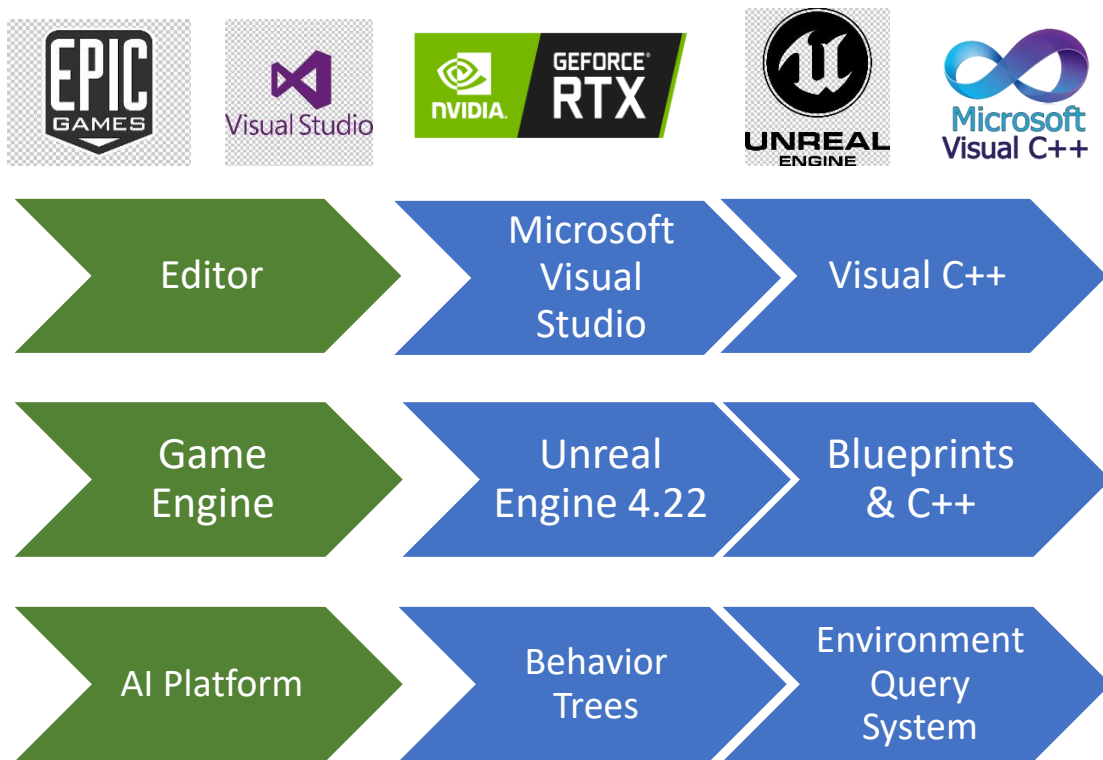 EPIC
GAMES
Visual Studio
NVIDIA.
GEFORCE®
RTX
UNREAL
ENGINE
Microsoft
Visual C++
Editor
Microsoft
Visual
Studio
Visual C++
Game
Engine
Unreal
Engine 4.22
Blueprints
& C++
AI Platform
Behavior
Trees
Environment
Query
System